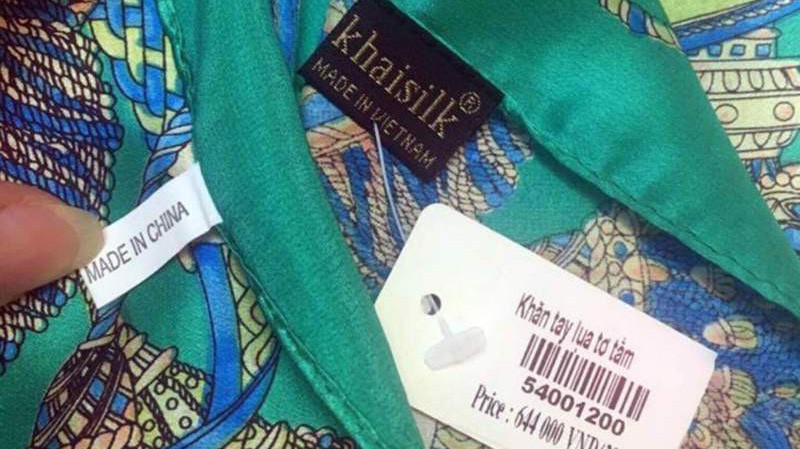 khaisilk®
MADE IN VIETNAM
MADE IN CHINA
Khăn tay lua tơ tằm
54001200
Price : 644 000 VND/